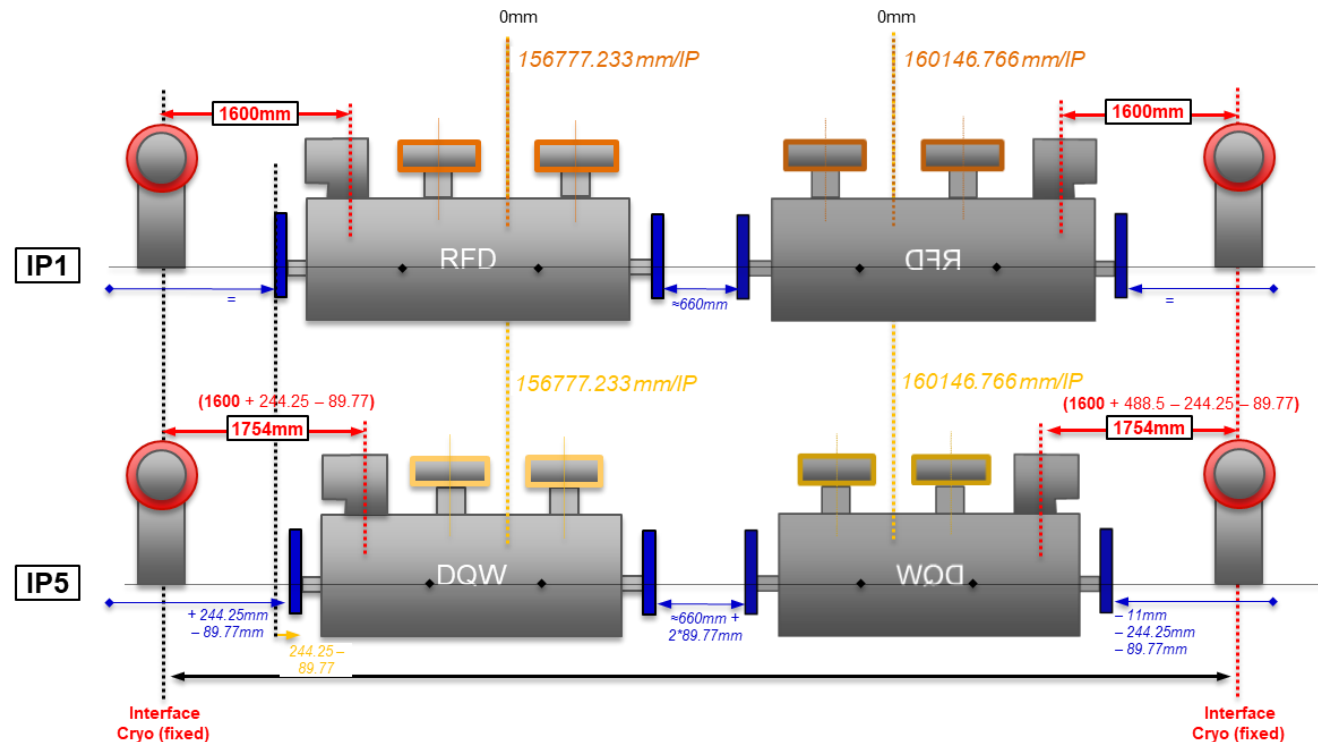 0mm
0mm
156777.233mm/IP
160146.766mm/IP
1600mm
1600mm
RFD
RFD
IP1
=
≈660mm
=
156777.233mm/IP
160146.766mm/IP
(1600 + 244.25 – 89.77)
(1600 + 488.5 – 244.25 – 89.77)
1754mm
1754mm
DQW
DQW
IP5
+ 244.25mm
– 89.77mm
≈660mm +
2*89.77mm
– 11mm
– 244.25mm
– 89.77mm
244.25 –
89.77
Interface
Cryo (fixed)
Interface
Cryo (fixed)